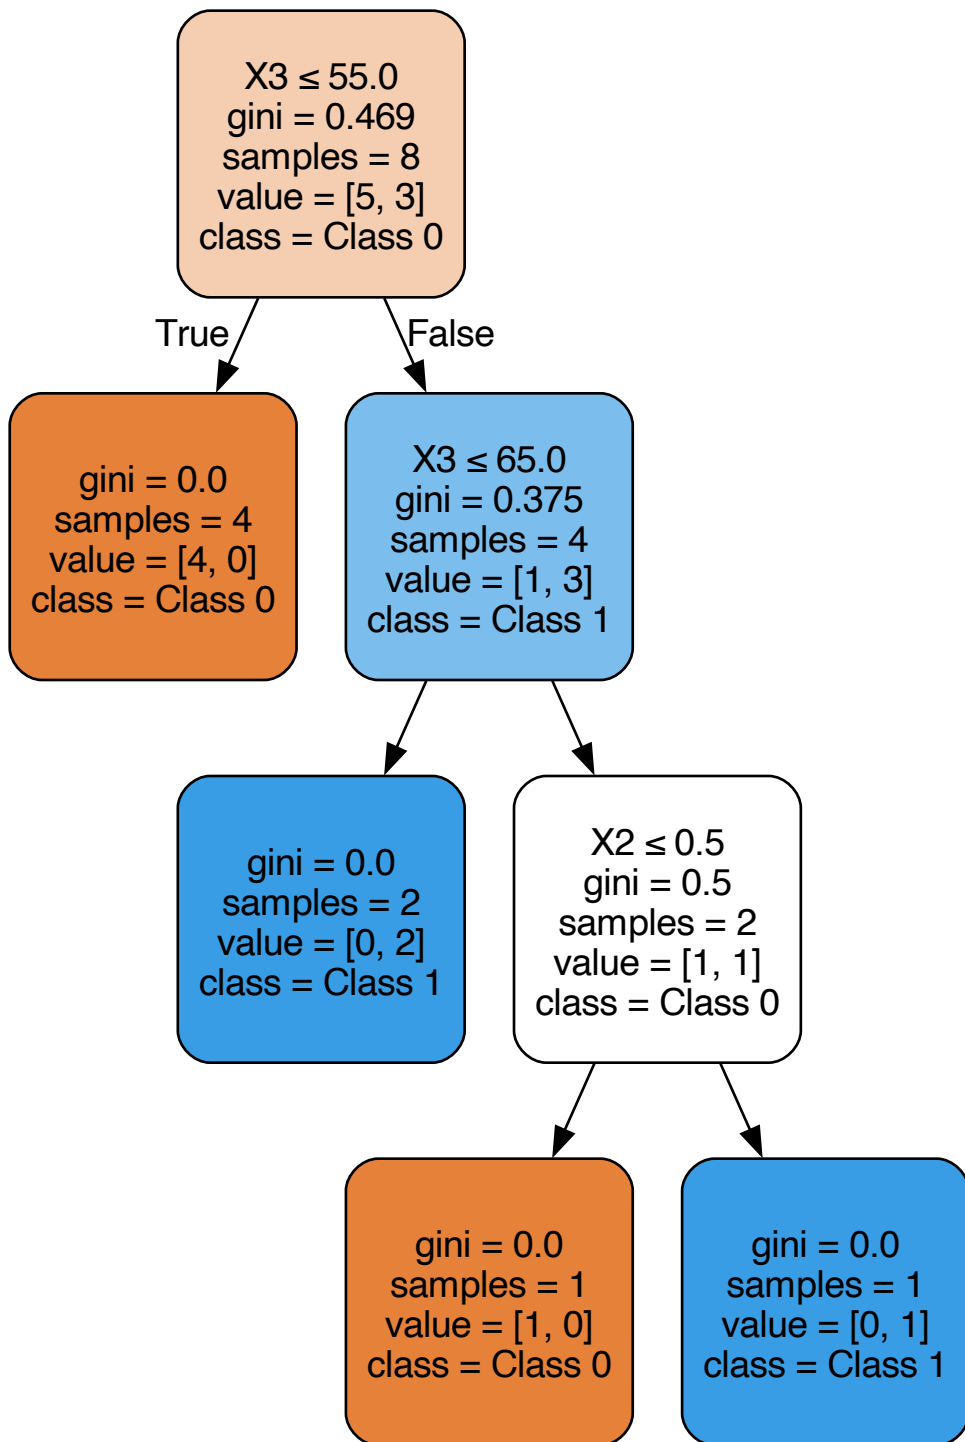 X3 ≤ 55.0
gini = 0.469
samples = 8
value = [5, 3]
class = Class 0
True
False
gini = 0.0
samples = 4
value = [4, 0]
class = Class 0
X3 ≤ 65.0
gini = 0.375
samples = 4
value = [1, 3]
class = Class 1
gini = 0.0
samples = 2
value = [0, 2]
class = Class 1
X2 ≤ 0.5
gini = 0.5
samples = 2
value = [1, 1]
class = Class 0
gini = 0.0
samples = 1
value = [1, 0]
class = Class 0
gini = 0.0
samples = 1
value = [0, 1]
class = Class 1